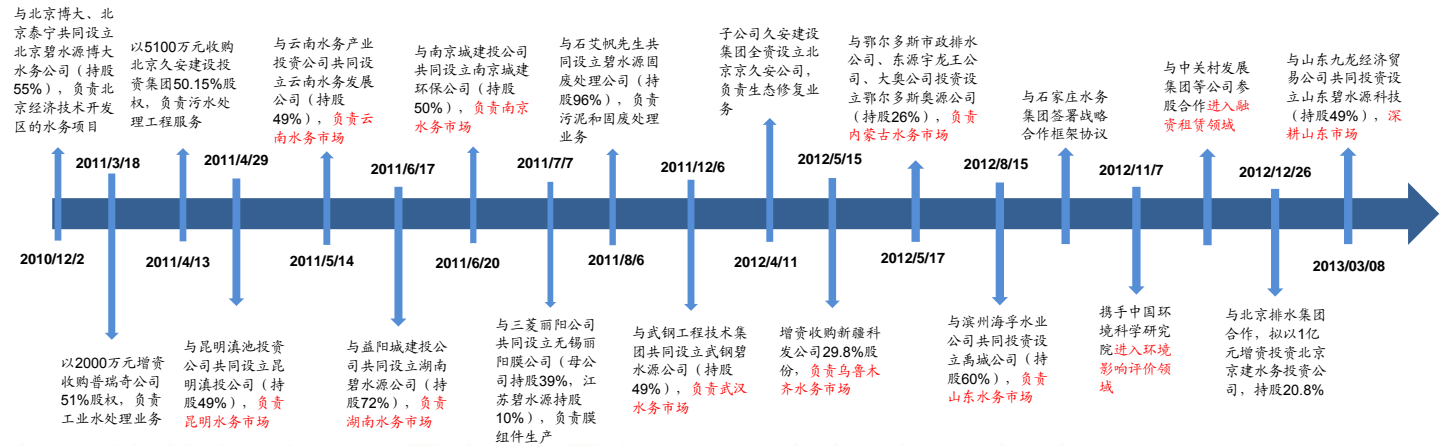 与北京博大、北
京泰宁共同设立
北京碧水源博大
水务公司（持股
55%），负责北
京经济技术开发
区的水务项目
2010/12/2
2011/3/18
以2000万元增资
收购普瑞奇公司
51%股权，负责
工业水处理业务
以5100万元收购
北京久安建设投
资集团50.15%股
权，负责污水处
理工程服务
2011/4/13
2011/4/29
与昆明滇池投资
公司共同设立昆
明滇投公司（持
股49%），负责
昆明水务市场
与云南水务产业
投资公司共同设
立云南水务发展
公司（持股
49%），负责云
南水务市场
2011/5/14
2011/6/17
与益阳城建投公
司共同设立湖南
碧水源公司（持
股72%），负责
湖南水务市场
与南京城建投公司
共同设立南京城建
环保公司（持股
50%），负责南京
水务市场
2011/6/20
2011/7/7
与三菱丽阳公司
共同设立无锡丽
阳膜公司（母公
司持股39%，江
苏碧水源持股
10%），负责膜
组件生产
与石艾帆先生共
同设立碧水源固
废处理公司（持
股96%），负责
污泥和固废处理
业务
2011/8/6
2011/12/6
与武钢工程技术集
团共同设立武钢碧
水源公司（持股
49%），负责武汉
水务市场
子公司久安建设
集团全资设立北
京京久安公司，
负责生态修复业
务
2012/4/11
2012/5/15
增资收购新疆科
发公司29.8%股
份，负责乌鲁木
齐水务市场
与鄂尔多斯市政排水
公司、东源宇龙王公
司、大奥公司投资设
立鄂尔多斯奥源公司
（持股26%），负责
内蒙古水务市场
2012/5/17
2012/8/15
与滨州海孚水业
公司共同投资设
立禹城公司（持
股60%），负责
山东水务市场
与石家庄水务
集团签署战略
合作框架协议
2012/11/7
携手中国环
境科学研究
院进入环境
影响评价领
域
与中关村发展
集团等公司参
股合作进入融
资租赁领域
2012/12/26
与北京排水集团
合作，拟以1亿
元增资投资北京
京建水务投资公
司，持股20.8%
与山东九龙经济贸
易公司共同投资设
立山东碧水源科技
（持股49%），深
耕山东市场
2013/03/08